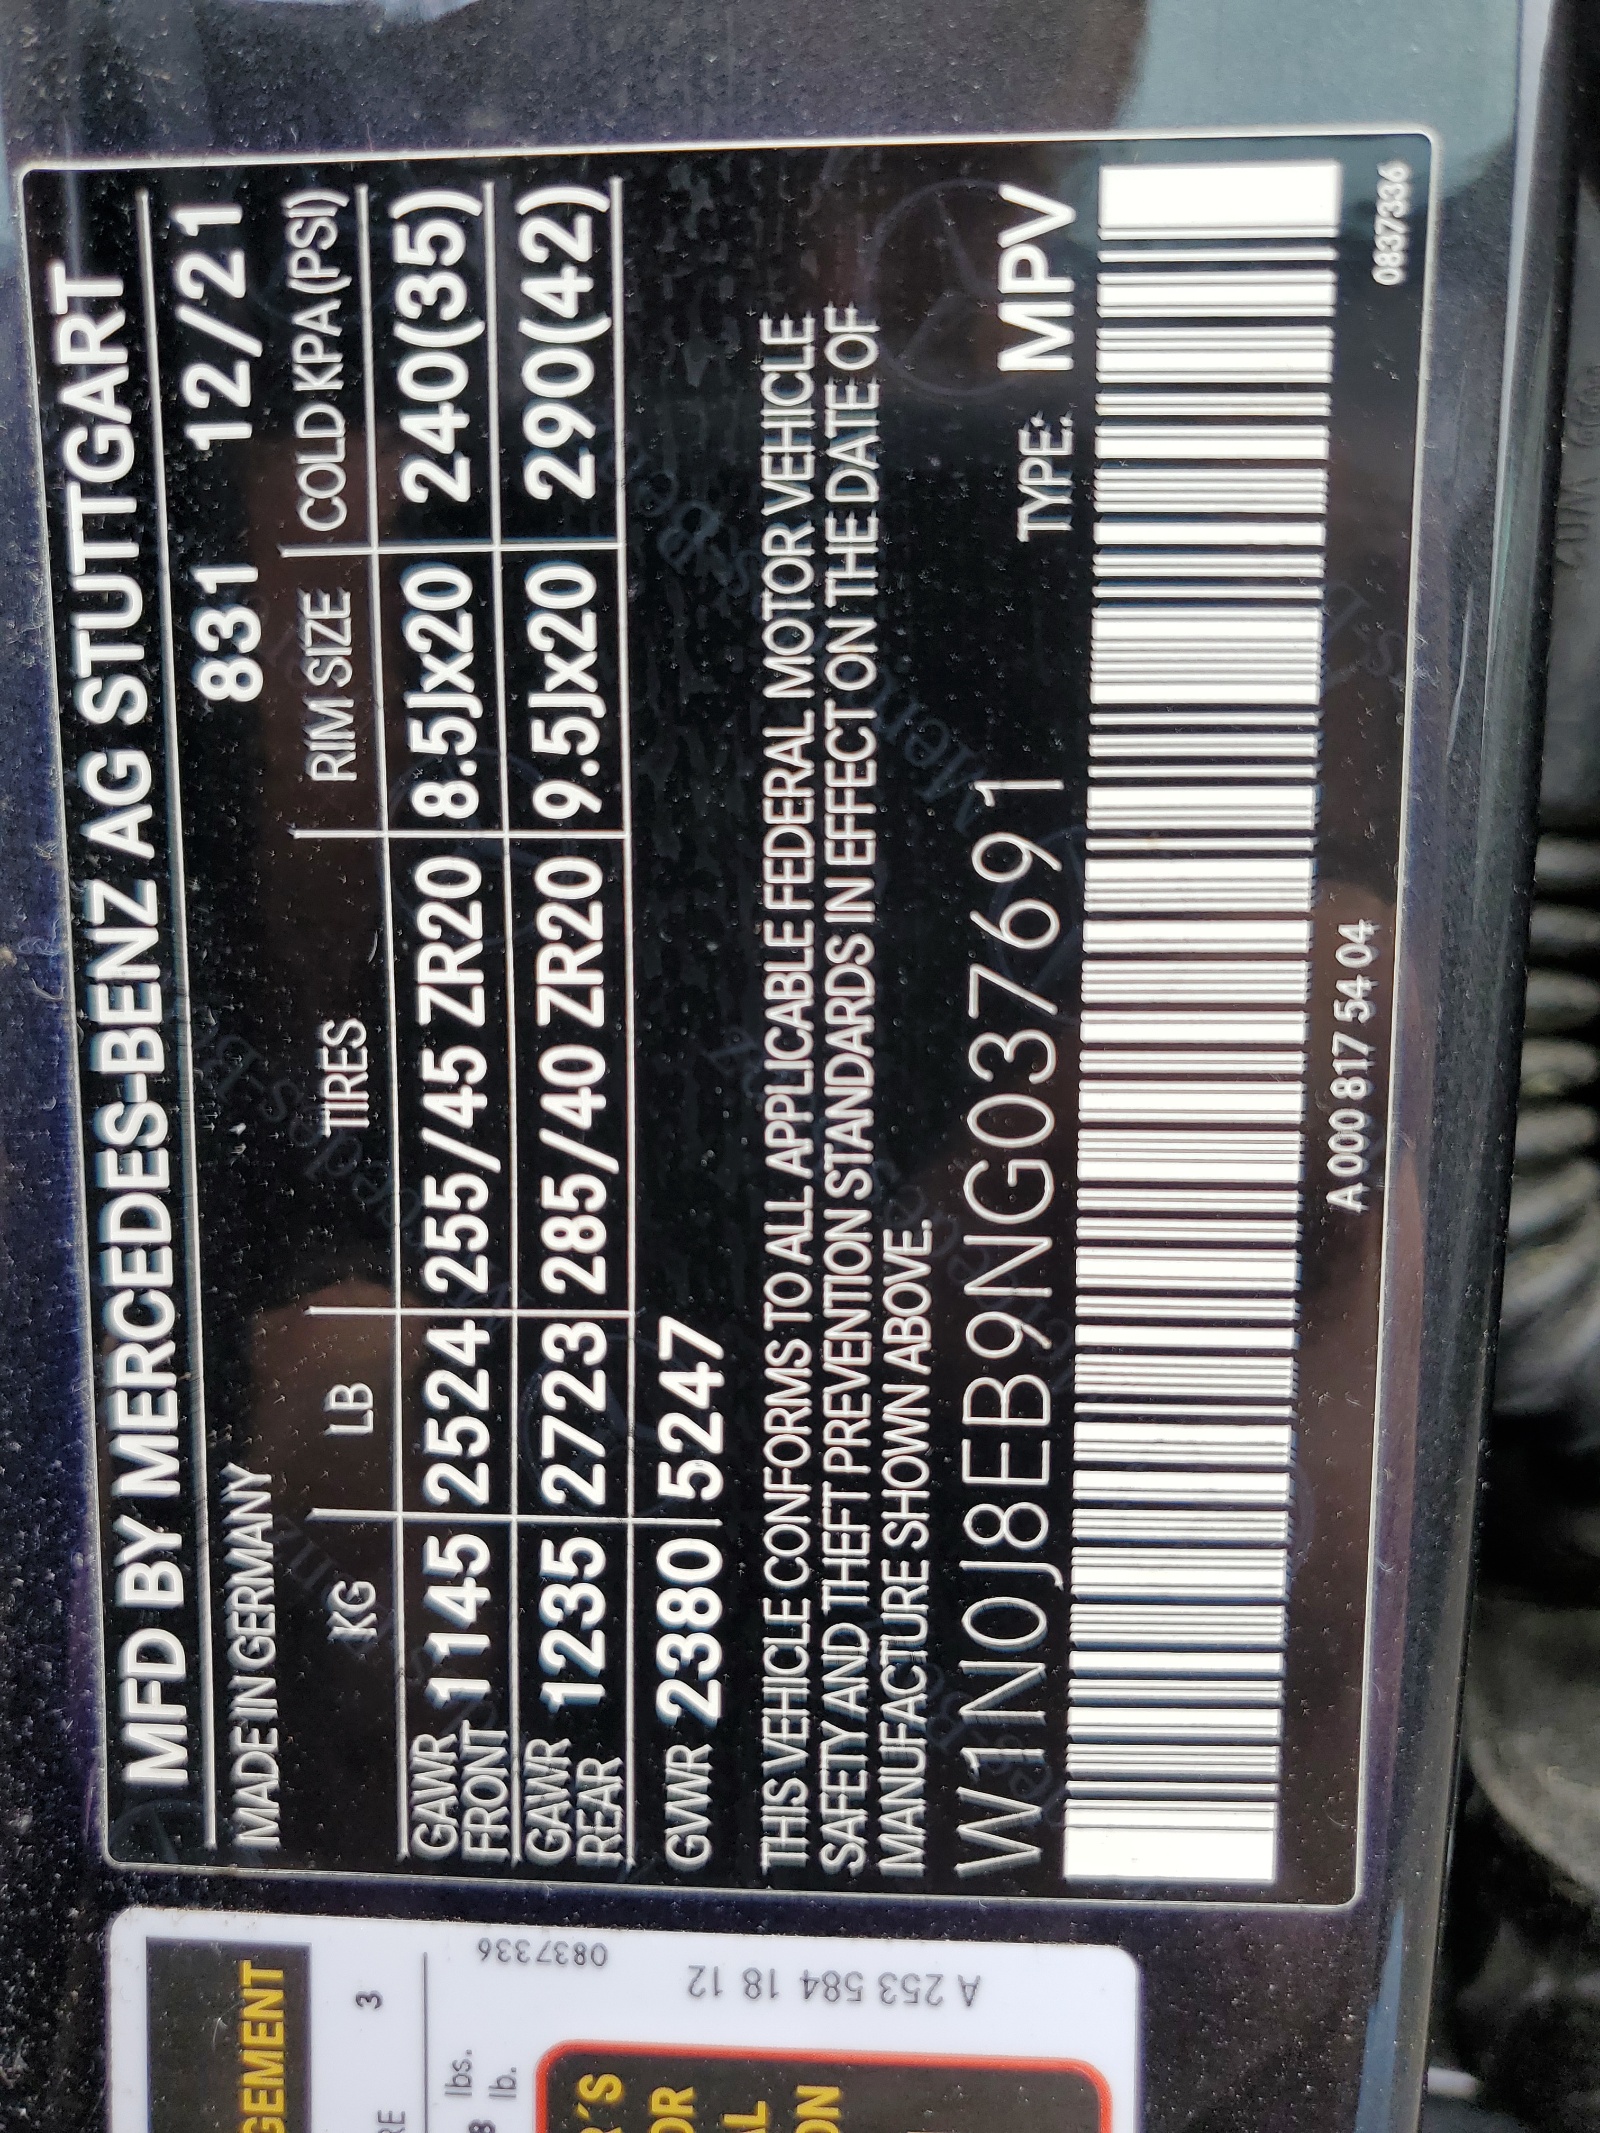 MFD BY MERCEDES-BENZ AG STUTTGART
MADE IN GERMANY 831 12/21
KG LB TIRES RIM SIZE COLD KPA(PSI)
GAWR FRONT 1145 2524 255/45 ZR20 8.5Jx20 240(35)
GAWR REAR 1235 2723 285/40 ZR20 9.5Jx20 290(42)
GVWR 2380 5247
THIS VEHICLE CONFORMS TO ALL APPLICABLE FEDERAL MOTOR VEHICLE
SAFETY AND THEFT PREVENTION STANDARDS IN EFFECT ON THE DATE OF
MANUFACTURE SHOWN ABOVE.
W1N0J8EB9NG037691 TYPE: MPV
A 000 817 54 04
0837336
GEMENT
3
lbs.
lb.
0837336
A 253 584 18 12